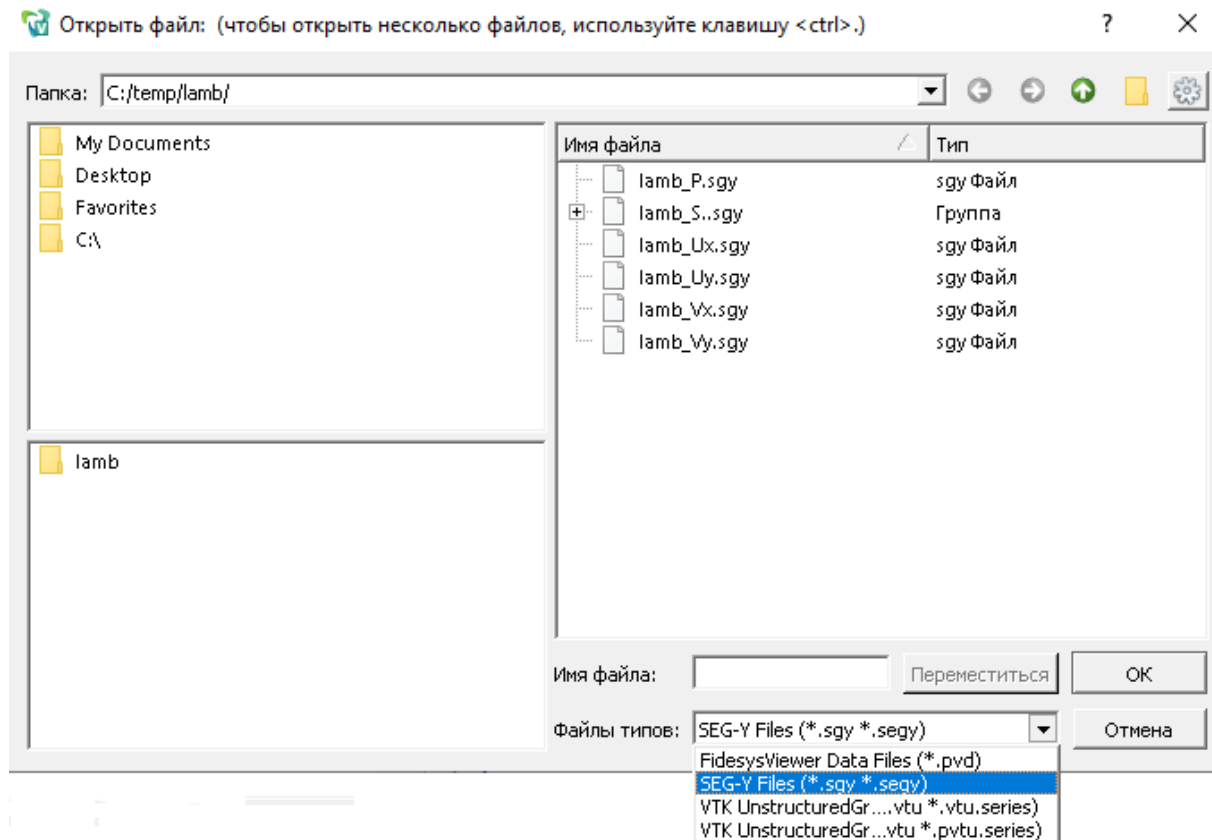 Открыть файл: (чтобы открыть несколько файлов, используйте клавишу <ctrl>.)
Папка: C:/temp/lamb/
My Documents
Desktop
Favorites
C:\
lamb
Имя файла Тип
lamb_P.sgy sgy Файл
lamb_S..sgy Группа
lamb_Ux.sgy sgy Файл
lamb_Uy.sgy sgy Файл
lamb_Vx.sgy sgy Файл
lamb_Vy.sgy sgy Файл
Имя файла: Переместиться OK
Файлы типов: SEG-Y Files (*.sgy *.segy) Отмена
FidesysViewer Data Files (*.pvd)
SEG-Y Files (*.sgy *.segy)
VTK UnstructuredGr....vtu *.vtu.series)
VTK UnstructuredGr...vtu *.pvtu.series)